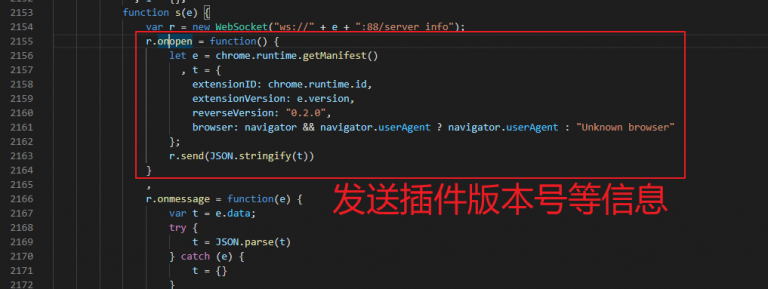 2153 function s(e) {
2154 var r = new WebSocket("ws://" + e + ":88/server_info");
2155 r.onopen = function() {
2156 let e = chrome.runtime.getManifest()
2157 , t = {
2158 extensionID: chrome.runtime.id,
2159 extensionVersion: e.version,
2160 reverseVersion: "0.2.0",
2161 browser: navigator && navigator.userAgent ? navigator.userAgent : "Unknown browser"
2162 };
2163 r.send(JSON.stringify(t))
2164 }
2165 ,
发送插件版本号等信息
2166 r.onmessage = function(e) {
2167 var t = e.data;
2168 try {
2169 t = JSON.parse(t)
2170 } catch (e) {
2171 t = {}
2172 }